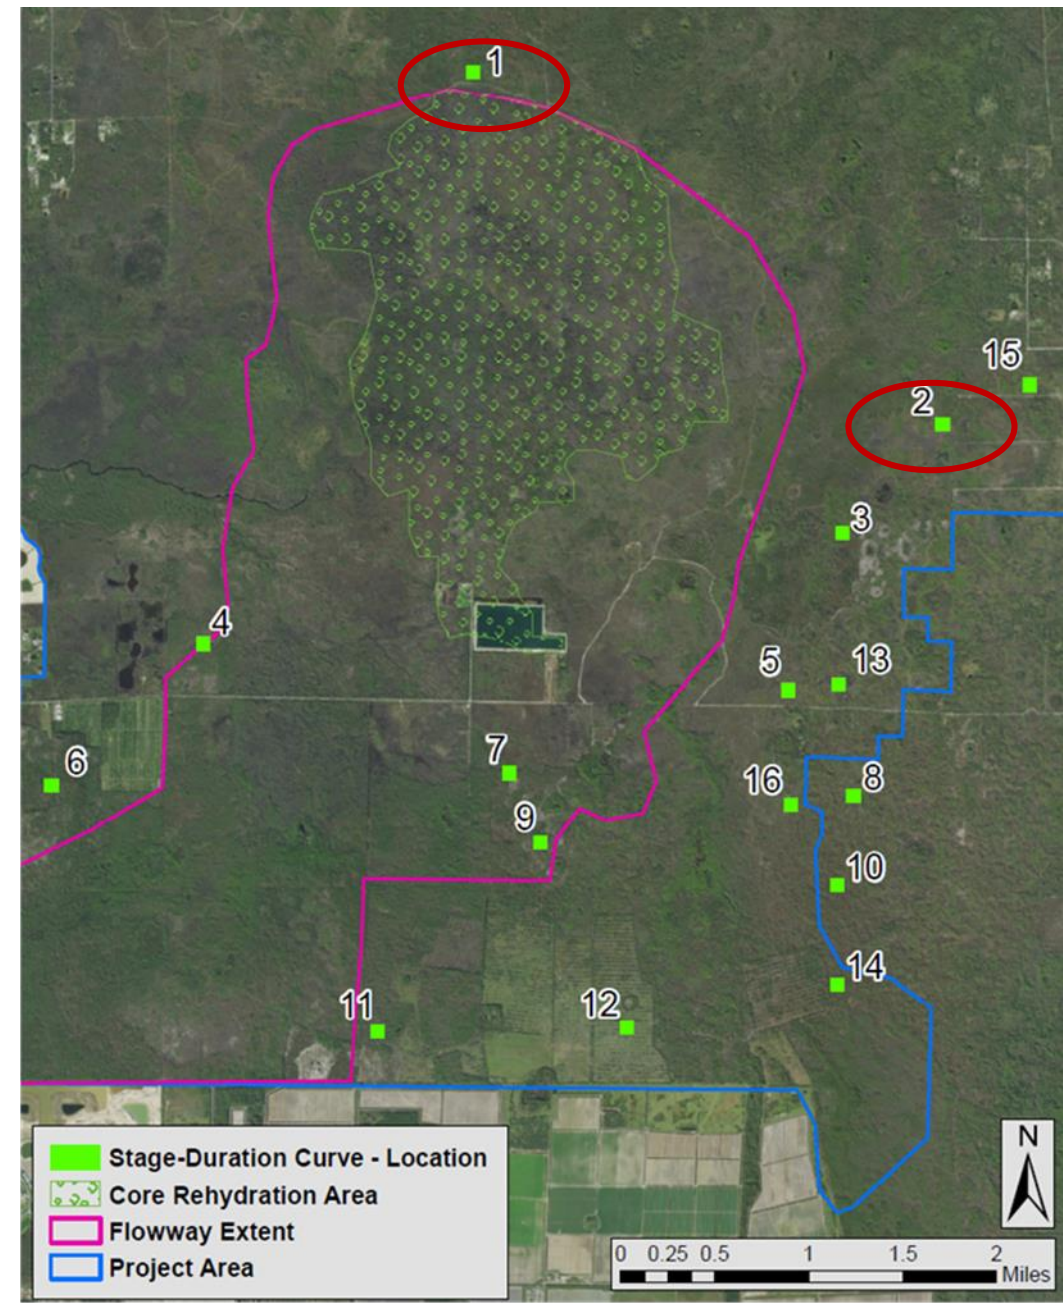 1
15
2
3
4
5
13
6
7
16
8
9
10
14
11
12
Stage-Duration Curve - Location
Core Rehydration Area
Flowway Extent
Project Area
N
0 0.25 0.5 1 1.5 2
Miles